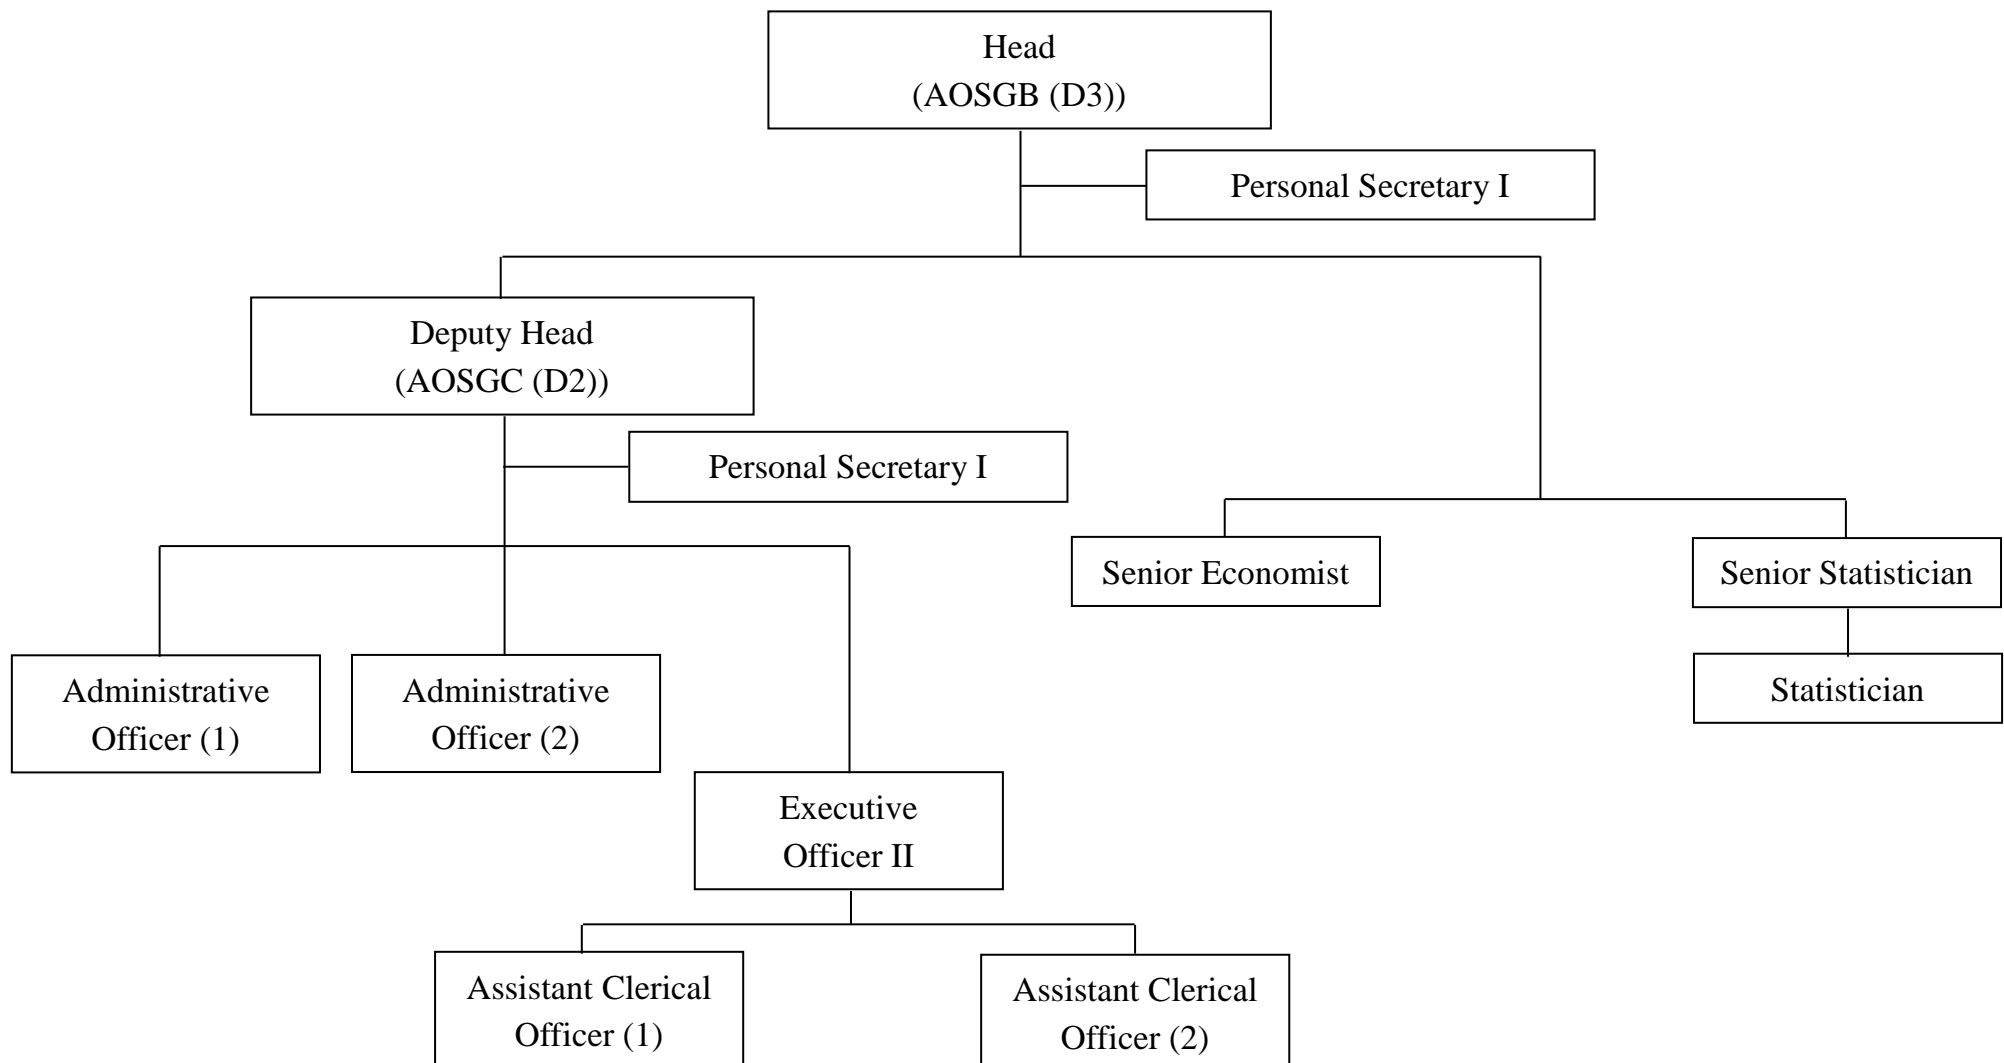 Head
(AOSGB (D3))
Personal Secretary I
Deputy Head
(AOSGC (D2))
Personal Secretary I
Senior Economist
Senior Statistician
Administrative
Officer (1)
Administrative
Officer (2)
Statistician
Executive
Officer II
Assistant Clerical
Officer (1)
Assistant Clerical
Officer (2)